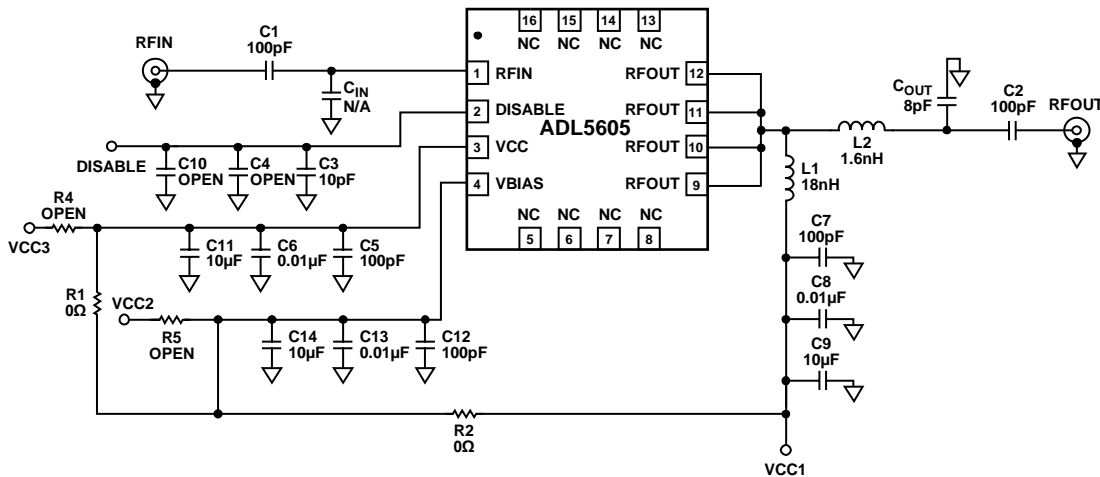 16 15 14 13
NC NC NC NC
RFIN
C1
100pF
1 RFIN
C_IN
N/A
2 DISABLE
ADL5605
3 VCC
4 VBIAS
RFOUT 12
RFOUT 11
RFOUT 10
RFOUT 9
NC NC NC NC
5 6 7 8
DISABLE
C10
OPEN
C4
OPEN
C3
10pF
R4
OPEN
VCC3
C11
10µF
C6
0.01µF
C5
100pF
R1
0Ω
VCC2
R5
OPEN
C14
10µF
C13
0.01µF
C12
100pF
R2
0Ω
L1
18nH
L2
1.6nH
C_OUT
8pF
C2
100pF
RFOUT
C7
100pF
C8
0.01µF
C9
10µF
VCC1